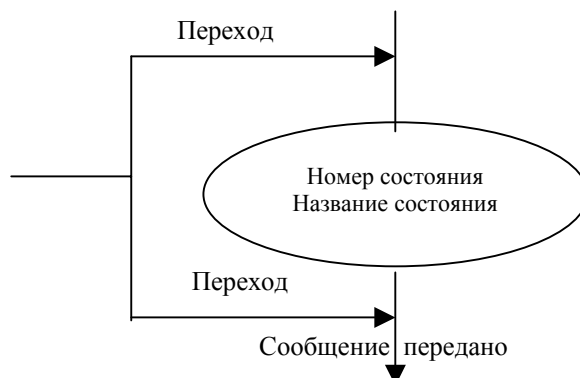 Переход
Номер состояния
Название состояния
Переход
Сообщение передано